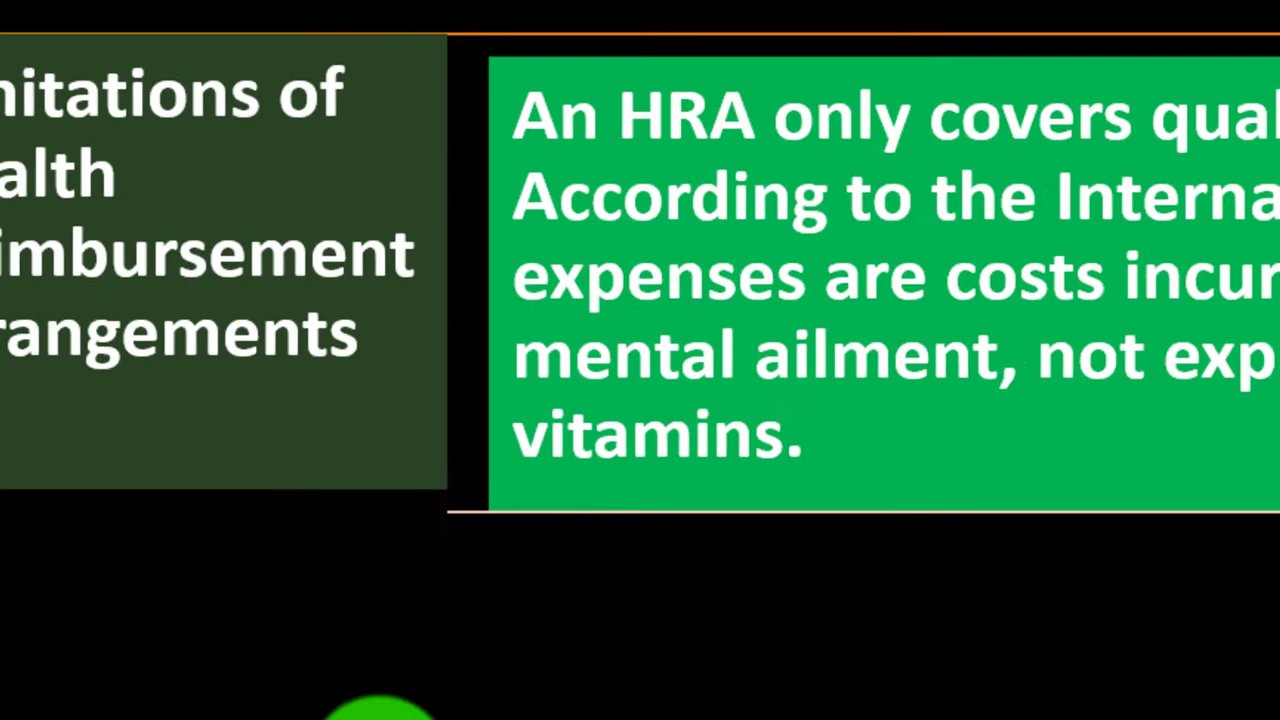 nitations of
alth
imbursement
rangements
An HRA only covers qual
According to the Interna
expenses are costs incur
mental ailment, not exp
vitamins.